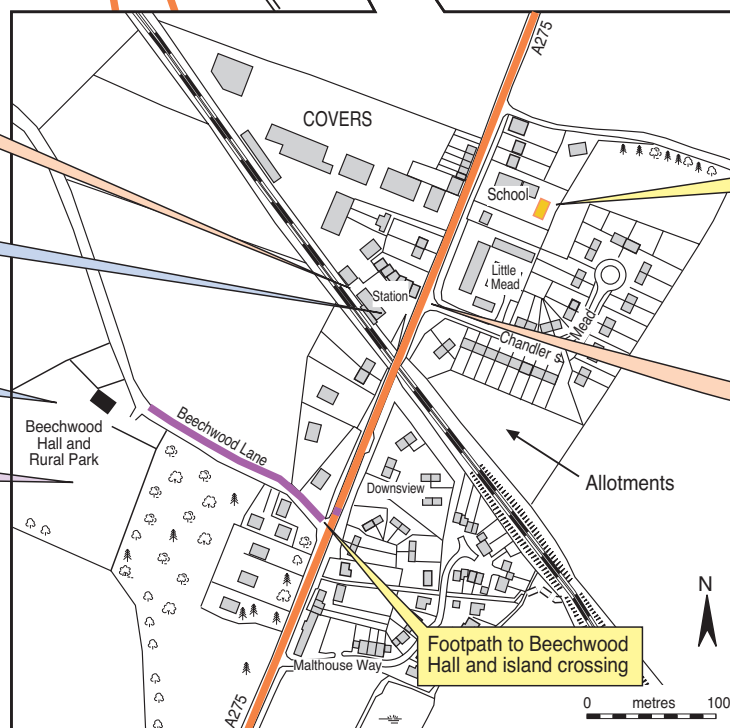 A275
COVERS
School
Little
Mead
Station
Chandler s Mead
Beechwood Lane
Beechwood
Hall and
Rural Park
Allotments
Downsview
N
Footpath to Beechwood
Hall and island crossing
Malthouse Way
A275
0 metres 100